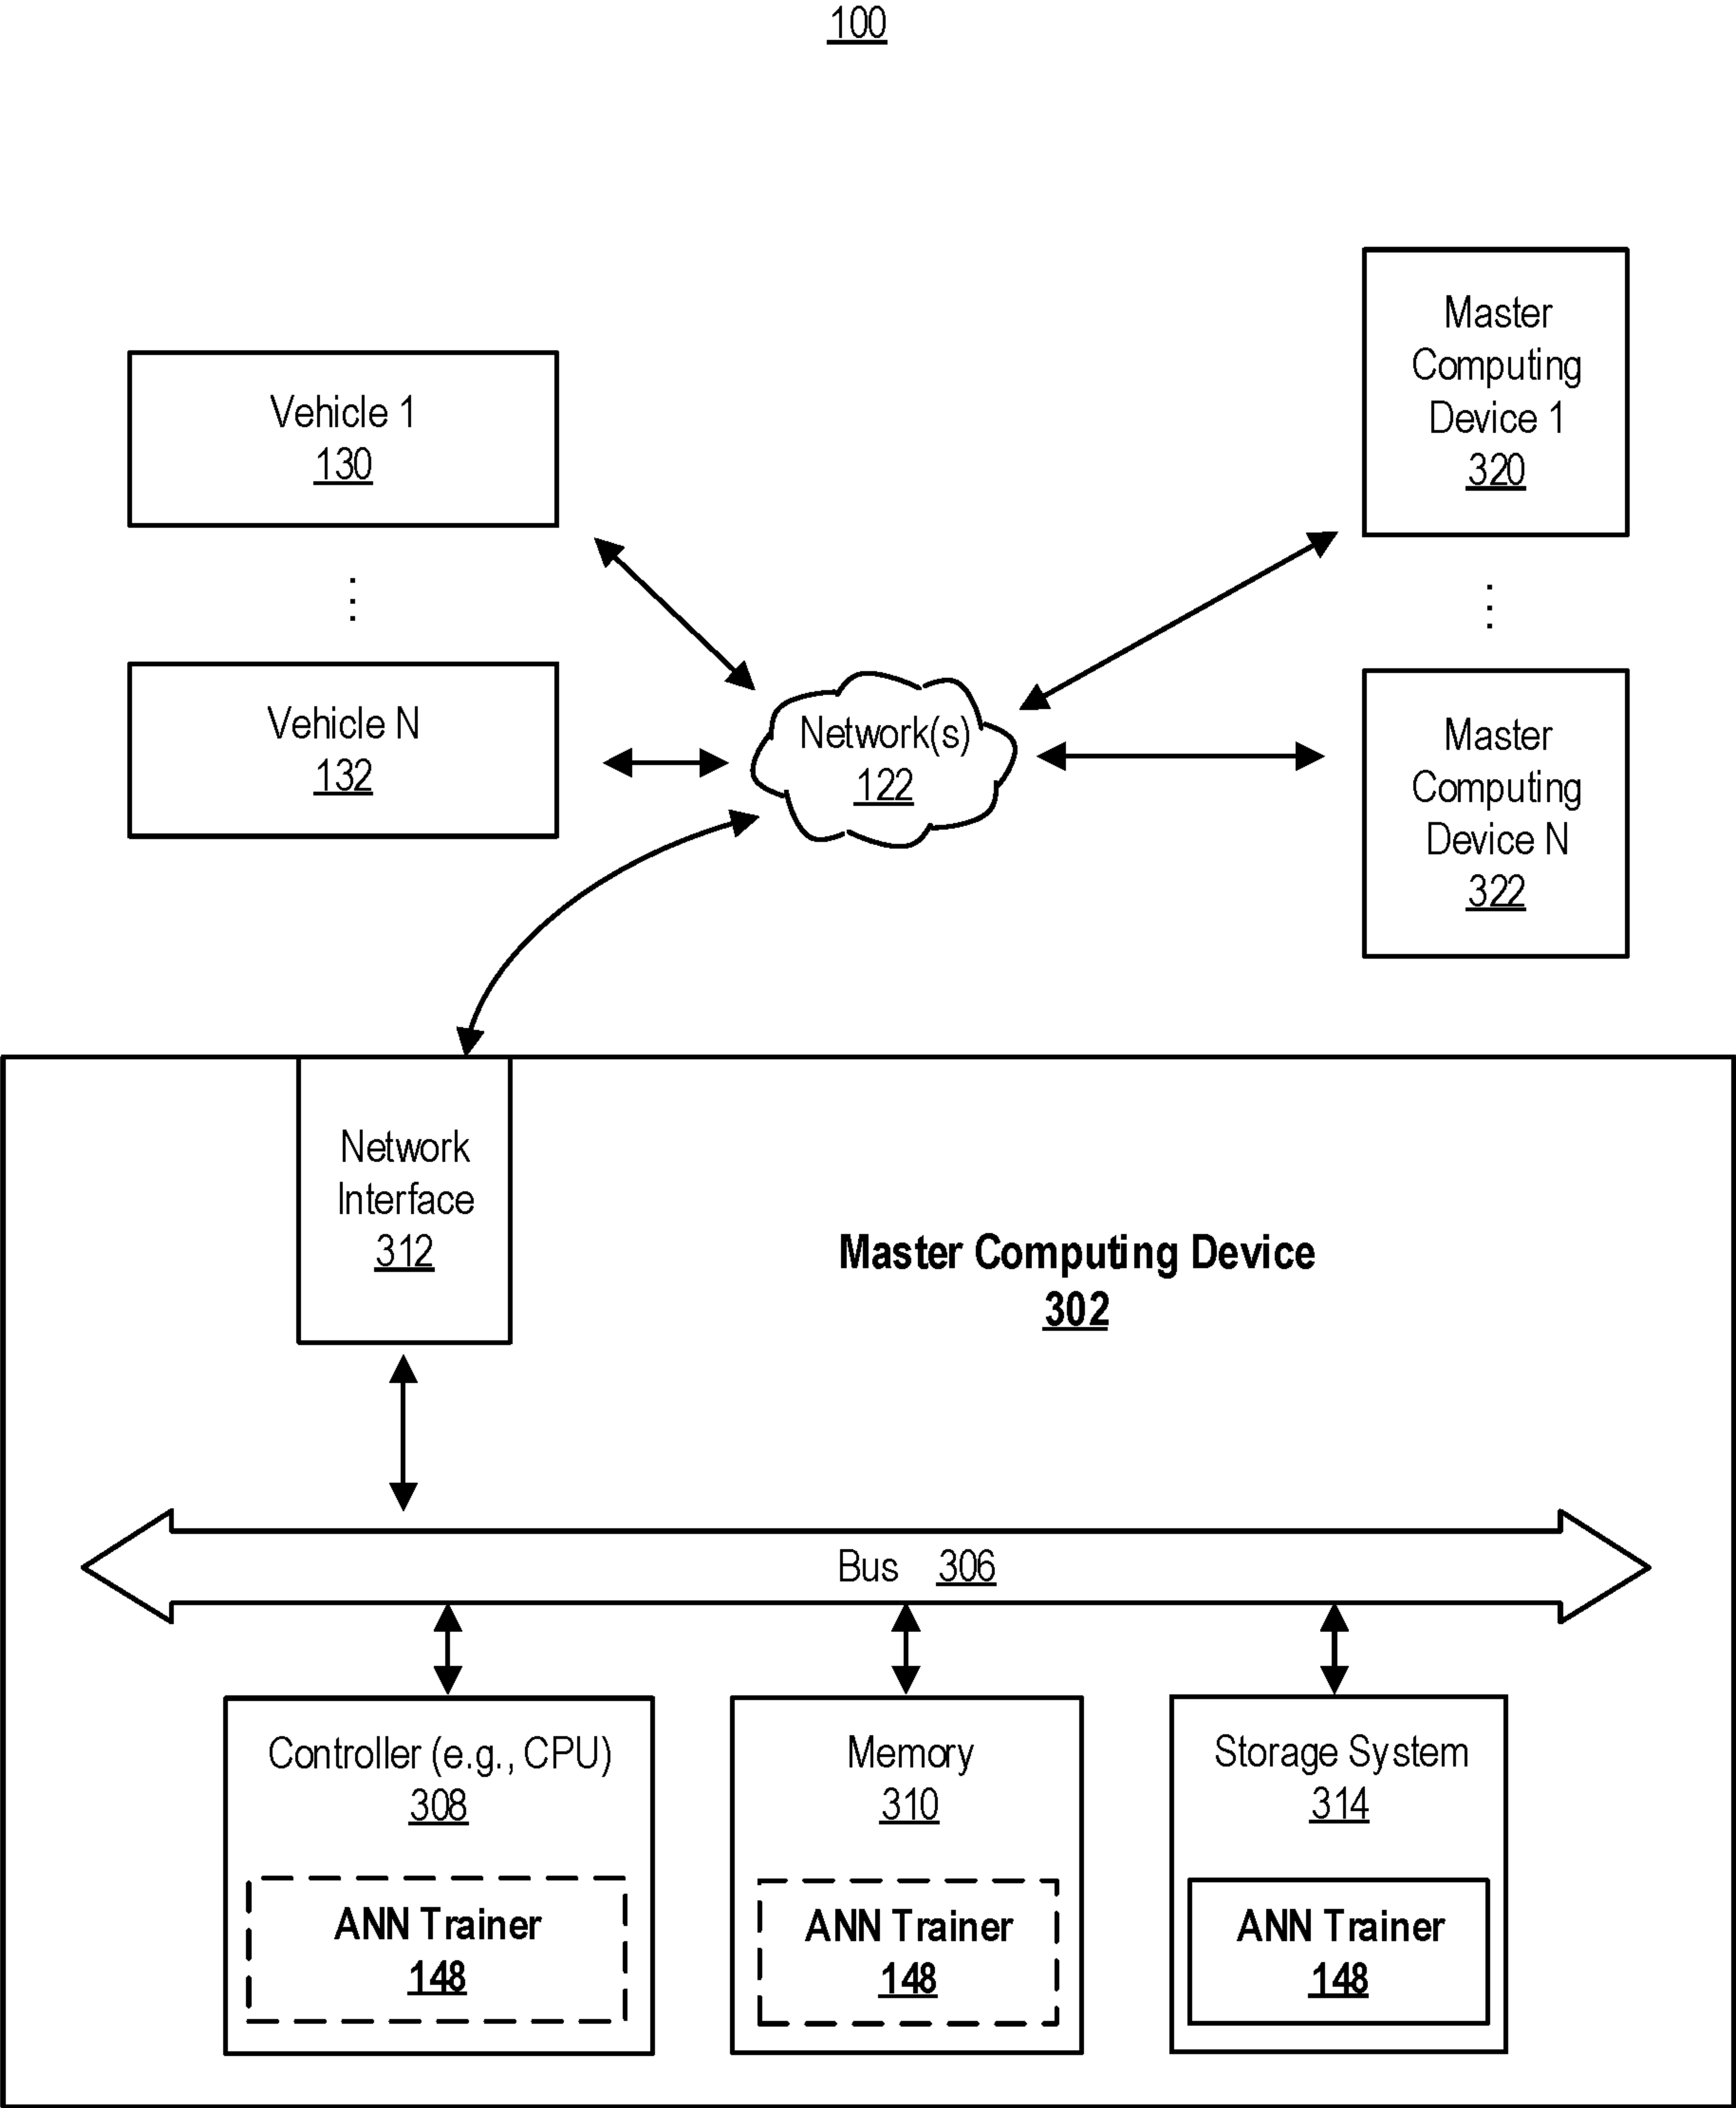 100
Vehicle 1
130
⋮
Vehicle N
132
Network(s)
122
Master
Computing
Device 1
320
⋮
Master
Computing
Device N
322
Network
Interface
312
Master Computing Device
302
Bus 306
Controller (e.g., CPU)
308
ANN Trainer
148
Memory
310
ANN Trainer
148
Storage System
314
ANN Trainer
148